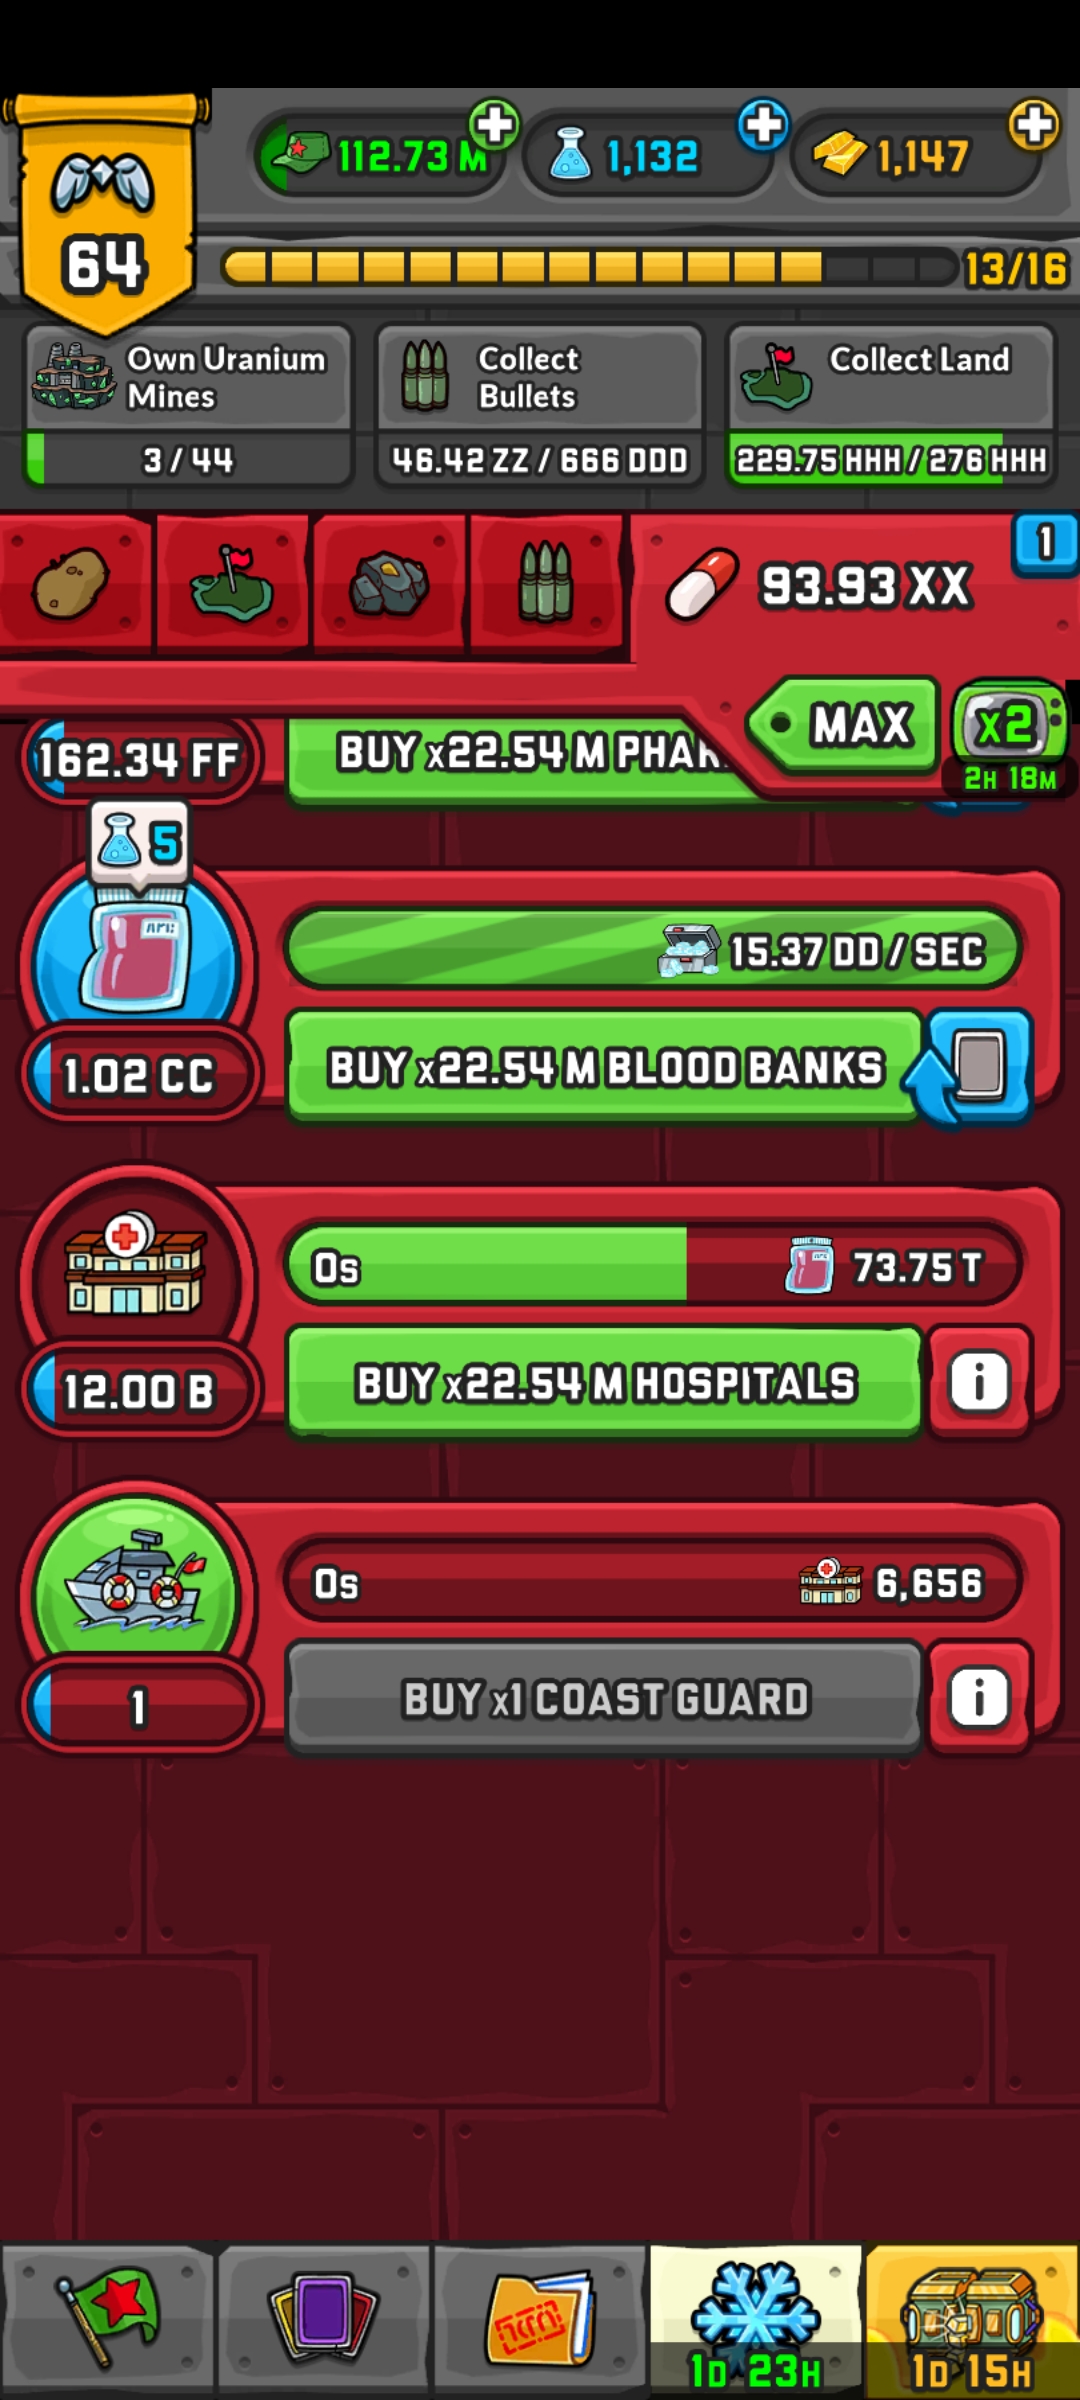 112.73 M
1,132
1,147
64
13/16
Own Uranium
Mines
3 / 44
Collect
Bullets
46.42 ZZ / 666 DDD
Collect Land
229.75 HHH / 276 HHH
93.93 XX
1
MAX
x2
2H 18M
162.34 FF
BUY x22.54 M PHAR
5
15.37 DD / SEC
1.02 CC
BUY x22.54 M BLOOD BANKS
0s
73.75 T
12.00 B
BUY x22.54 M HOSPITALS
i
0s
6,656
1
BUY x1 COAST GUARD
i
1D 23H
1D 15H